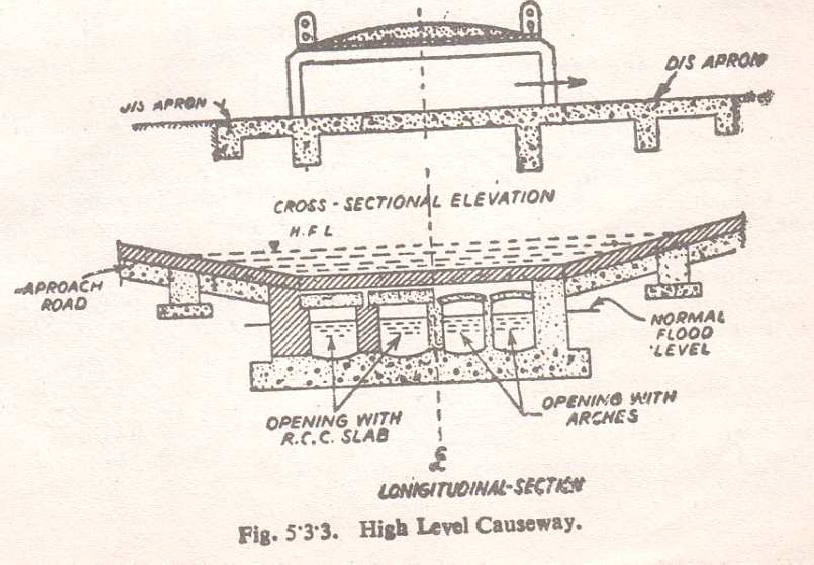 U/S APRON
D/S APRON
CROSS-SECTIONAL ELEVATION
H.F.L
APROACH
ROAD
NORMAL
FLOOD
LEVEL
OPENING WITH
R.C.C. SLAB
OPENING WITH
ARCHES
℄
LONIGITUDINAL-SECTION
Fig. 5·3·3. High Level Causeway.